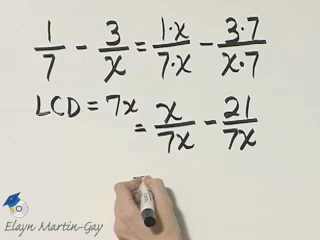 1/7 - 3/x = 1·x/7·x - 3·7/x·7
LCD = 7x
= x/7x - 21/7x
Elayn Martin-Gay